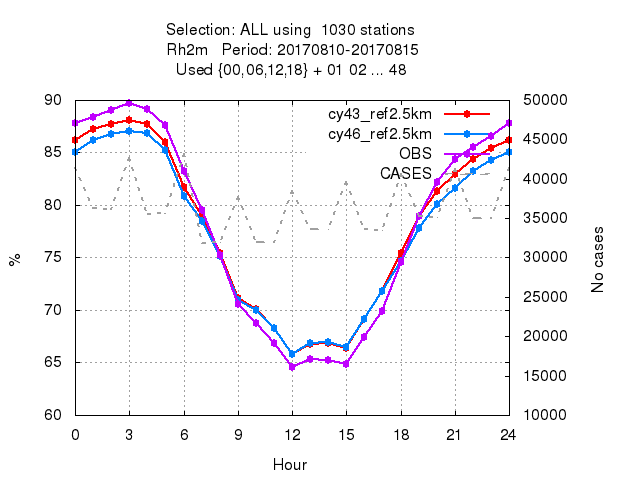 Selection: ALL using  1030 stations
Rh2m   Period: 20170810-20170815
Used {00,06,12,18} + 01 02 ... 48
90 50000
cy43_ref2.5km
cy46_ref2.5km
45000
85 OBS
CASES 40000
80 35000
% 75 30000 No cases
70 25000
20000
65 15000
60 10000
0 3 6 9 12 15 18 21 24
Hour